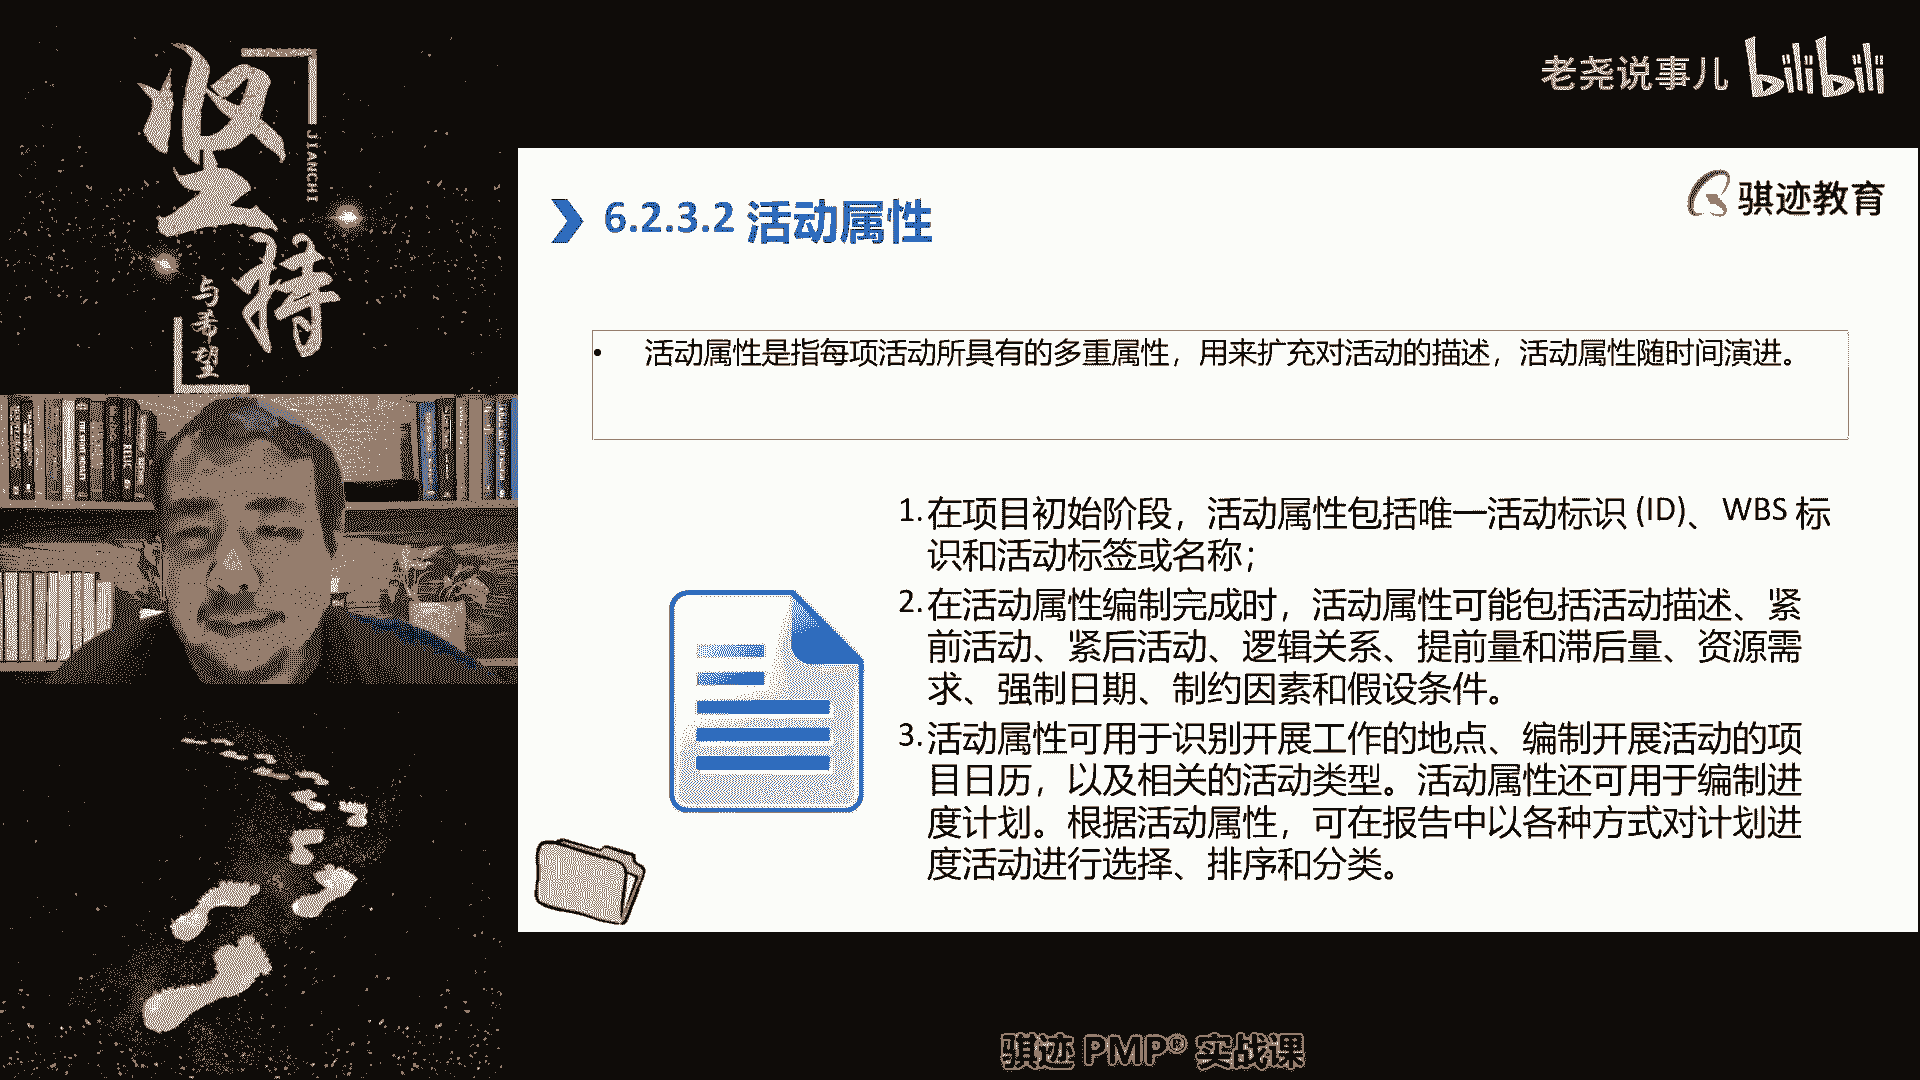 坚持
JIANCHI
与希望
老尧说事儿 bilibili
骐迹教育
6.2.3.2 活动属性
• 活动属性是指每项活动所具有的多重属性，用来扩充对活动的描述，活动属性随时间演进。
1.在项目初始阶段，活动属性包括唯一活动标识 (ID)、WBS 标
识和活动标签或名称；
2.在活动属性编制完成时，活动属性可能包括活动描述、紧
前活动、紧后活动、逻辑关系、提前量和滞后量、资源需
求、强制日期、制约因素和假设条件。
3.活动属性可用于识别开展工作的地点、编制开展活动的项
目日历，以及相关的活动类型。活动属性还可用于编制进
度计划。根据活动属性，可在报告中以各种方式对计划进
度活动进行选择、排序和分类。
骐迹 PMP® 实战课